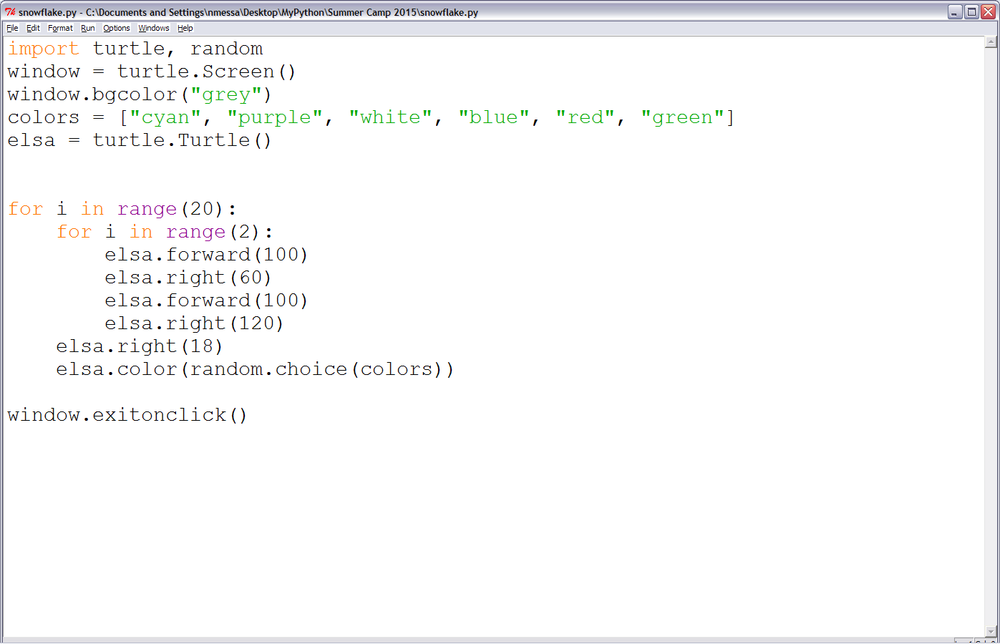 snowflake.py - C:\Documents and Settings\nmessa\Desktop\MyPython\Summer Camp 2015\snowflake.py
File Edit Format Run Options Windows Help
import turtle, random
window = turtle.Screen()
window.bgcolor("grey")
colors = ["cyan", "purple", "white", "blue", "red", "green"]
elsa = turtle.Turtle()
for i in range(20):
    for i in range(2):
        elsa.forward(100)
        elsa.right(60)
        elsa.forward(100)
        elsa.right(120)
    elsa.right(18)
    elsa.color(random.choice(colors))
window.exitonclick()